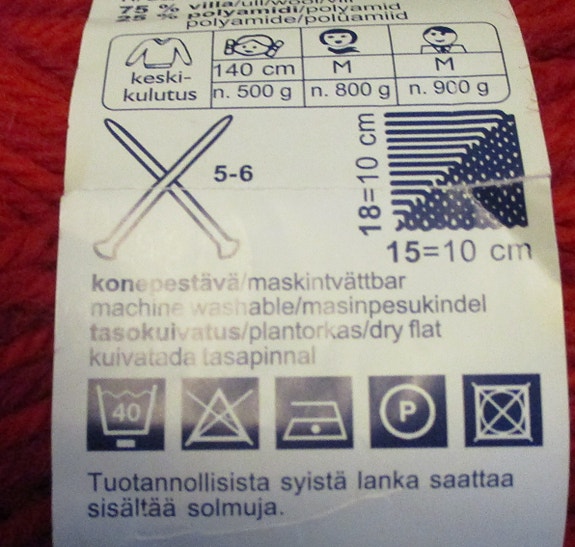 75 % villa/ull/wool/vill
25 % polyamidi/polyamid
polyamide/polüamiid
keski-
kulutus
140 cm M M
n. 500 g n. 800 g n. 900 g
5-6
18=10 cm
15=10 cm
konepestävä/maskintvättbar
machine washable/masinpesukindel
tasokuivatus/plantorkas/dry flat
kuivatada tasapinnal
40
P
Tuotannollisista syistä lanka saattaa
sisältää solmuja.